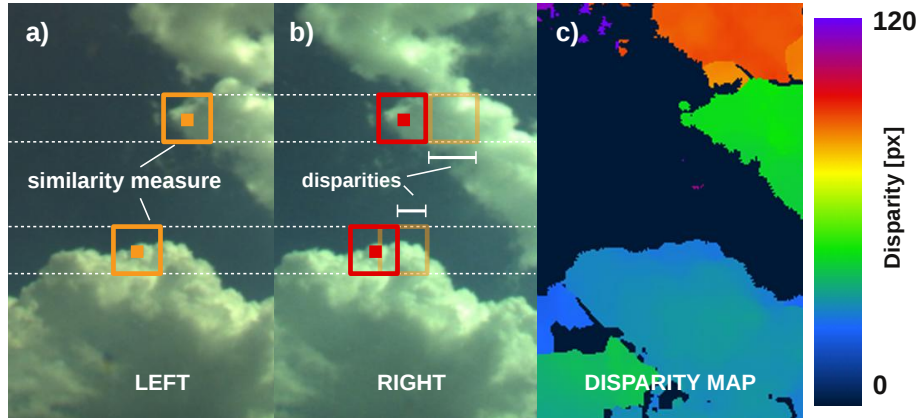 a)
b)
c)
120
similarity measure
disparities
Disparity [px]
LEFT
RIGHT
DISPARITY MAP
0